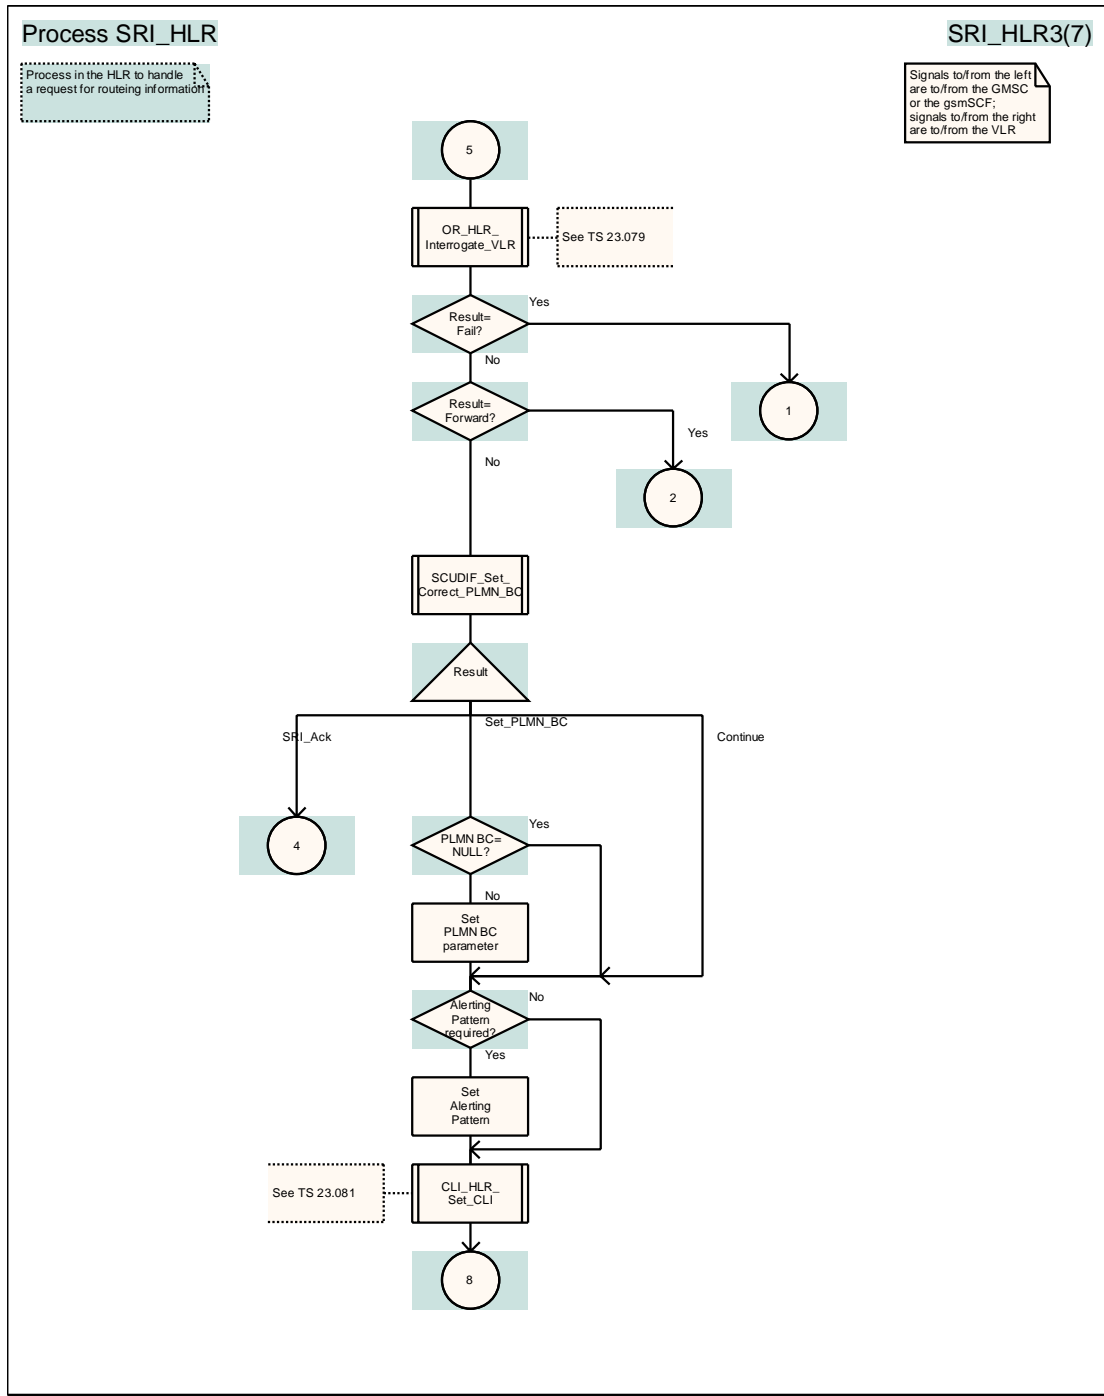 Process SRI_HLR
SRI_HLR3(7)
Process in the HLR to handle
a request for routeing information
Signals to/from the left
are to/from the GMSC
or the gsmSCF;
signals to/from the right
are to/from the VLR
5
OR_HLR_
Interrogate_VLR
See TS 23.079
Yes
Result=
Fail?
No
Result=
Forward?
1
Yes
No
2
SCUDIF_Set_
Correct_PLMN_BC
Result
Set_PLMN_BC
SRI_Ack
Continue
Yes
4
PLMN BC=
NULL?
No
Set
PLMN BC
parameter
No
Alerting
Pattern
required?
Yes
Set
Alerting
Pattern
See TS 23.081
CLI_HLR_
Set_CLI
8